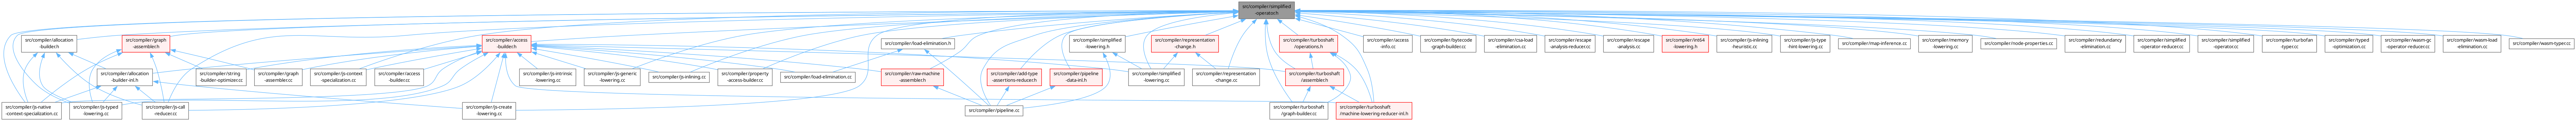 src/compiler/simplified
-operator.h
src/compiler/allocation
-builder.h
src/compiler/graph
-assembler.h
src/compiler/access
-builder.h
src/compiler/load-elimination.h
src/compiler/simplified
-lowering.h
src/compiler/representation
-change.h
src/compiler/turboshaft
/operations.h
src/compiler/access
-info.cc
src/compiler/bytecode
-graph-builder.cc
src/compiler/csa-load
-elimination.cc
src/compiler/escape
-analysis-reducer.cc
src/compiler/escape
-analysis.cc
src/compiler/int64
-lowering.h
src/compiler/js-inlining
-heuristic.cc
src/compiler/js-type
-hint-lowering.cc
src/compiler/map-inference.cc
src/compiler/memory
-lowering.cc
src/compiler/node-properties.cc
src/compiler/redundancy
-elimination.cc
src/compiler/simplified
-operator-reducer.cc
src/compiler/simplified
-operator.cc
src/compiler/turbofan
-typer.cc
src/compiler/typed
-optimization.cc
src/compiler/wasm-gc
-operator-reducer.cc
src/compiler/wasm-load
-elimination.cc
src/compiler/wasm-typer.cc
src/compiler/allocation
-builder-inl.h
src/compiler/string
-builder-optimizer.cc
src/compiler/graph
-assembler.cc
src/compiler/js-context
-specialization.cc
src/compiler/access
-builder.cc
src/compiler/js-intrinsic
-lowering.cc
src/compiler/js-generic
-lowering.cc
src/compiler/js-inlining.cc
src/compiler/property
-access-builder.cc
src/compiler/load-elimination.cc
src/compiler/raw-machine
-assembler.h
src/compiler/add-type
-assertions-reducer.h
src/compiler/pipeline
-data-inl.h
src/compiler/simplified
-lowering.cc
src/compiler/representation
-change.cc
src/compiler/turboshaft
/assembler.h
src/compiler/js-native
-context-specialization.cc
src/compiler/js-typed
-lowering.cc
src/compiler/js-call
-reducer.cc
src/compiler/js-create
-lowering.cc
src/compiler/pipeline.cc
src/compiler/turboshaft
/graph-builder.cc
src/compiler/turboshaft
/machine-lowering-reducer-inl.h